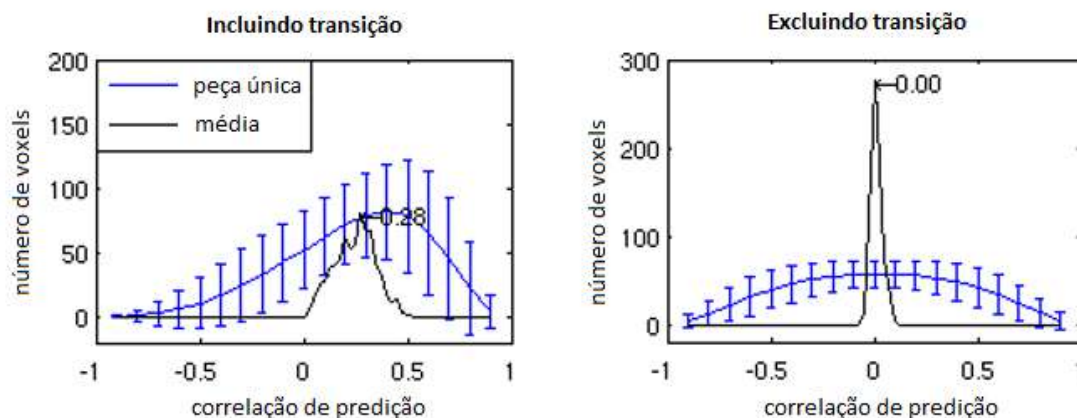 Incluindo transição
200
150
100
50
0
peça única
média
0.28
número de voxels
-1
-0.5
0
0.5
1
correlação de predição
Excluindo transição
300
200
100
0
-0.00
número de voxels
-1
-0.5
0
0.5
1
correlação de predição